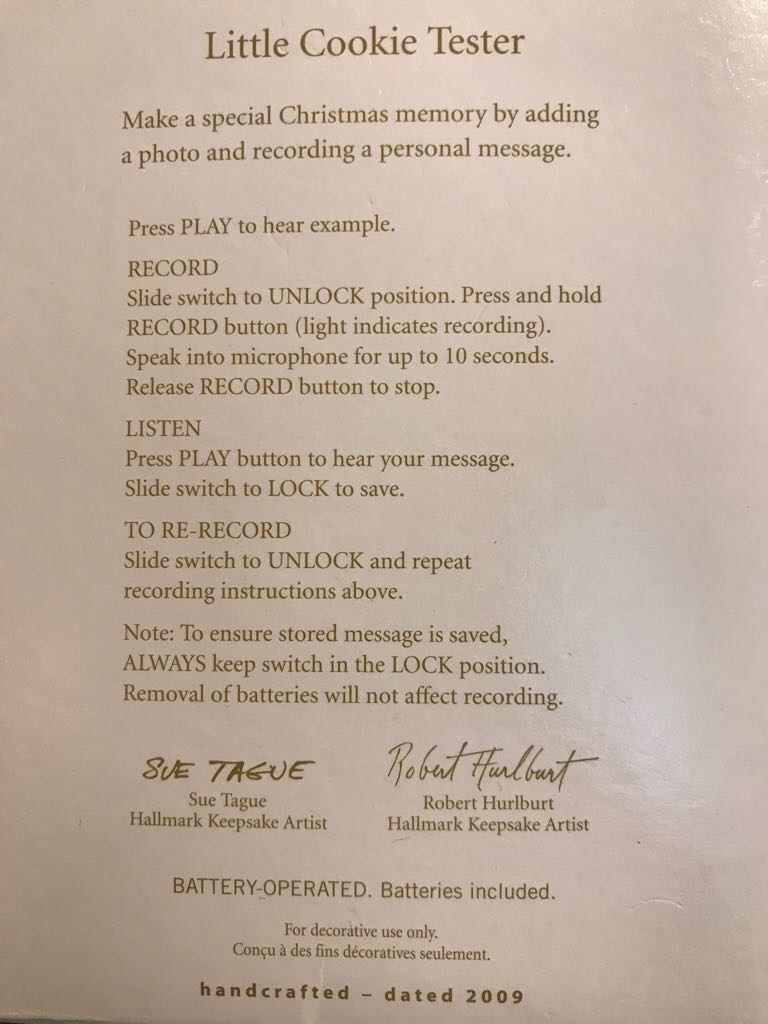 Little Cookie Tester
Make a special Christmas memory by adding
a photo and recording a personal message.
Press PLAY to hear example.
RECORD
Slide switch to UNLOCK position. Press and hold
RECORD button (light indicates recording).
Speak into microphone for up to 10 seconds.
Release RECORD button to stop.
LISTEN
Press PLAY button to hear your message.
Slide switch to LOCK to save.
TO RE-RECORD
Slide switch to UNLOCK and repeat
recording instructions above.
Note: To ensure stored message is saved,
ALWAYS keep switch in the LOCK position.
Removal of batteries will not affect recording.
SUE TAGUE
Sue Tague
Hallmark Keepsake Artist
Robert Hurlburt
Robert Hurlburt
Hallmark Keepsake Artist
BATTERY-OPERATED. Batteries included.
For decorative use only.
Conçu à des fins décoratives seulement.
handcrafted – dated 2009